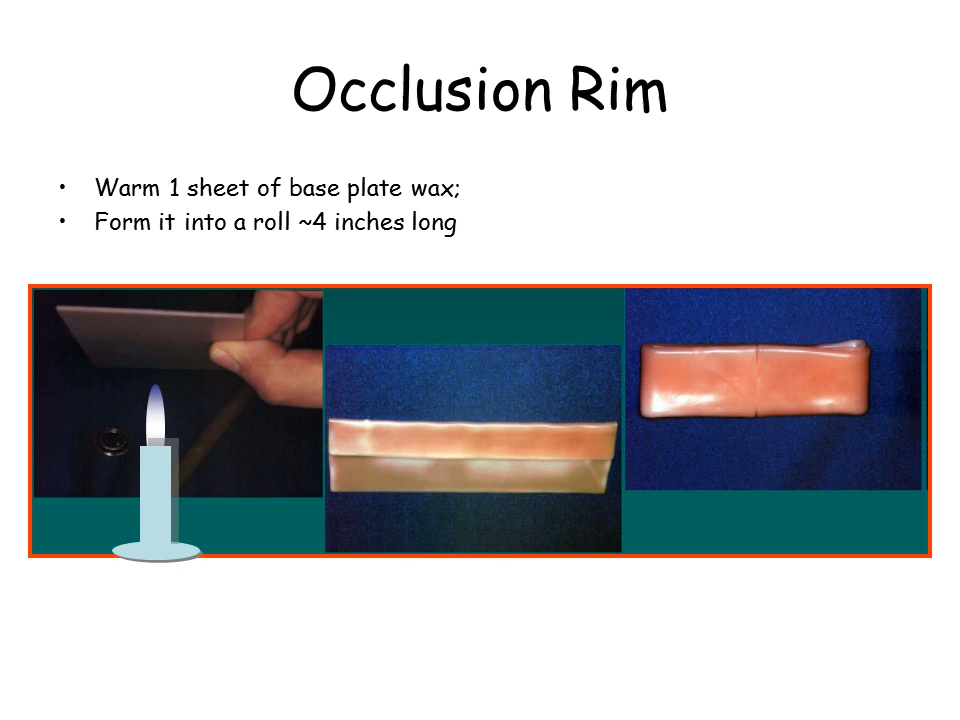 Occlusion Rim
• Warm 1 sheet of base plate wax;
• Form it into a roll ~4 inches long